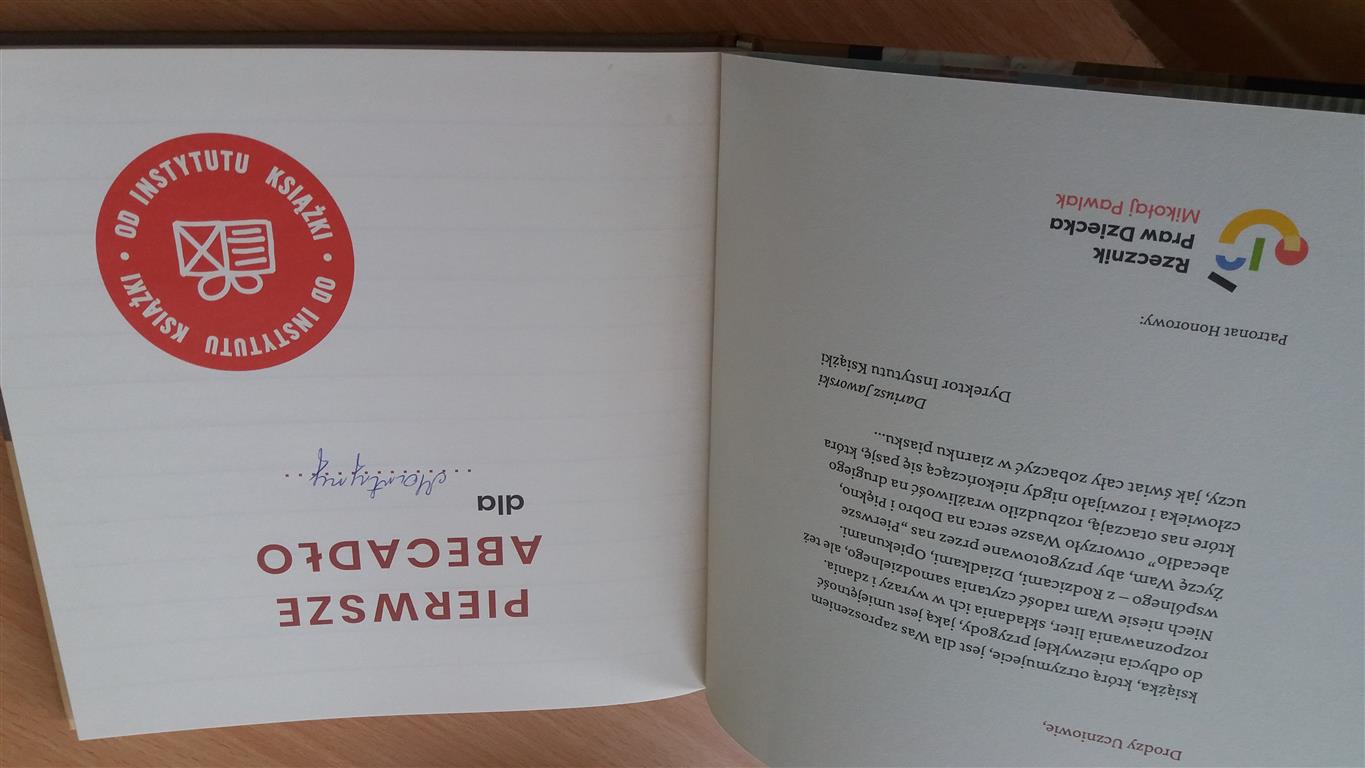 Drodzy Uczniowie,
książka, którą otrzymujecie, jest dla Was zaproszeniem
do odbycia niezwykłej przygody, jaką jest umiejętność
rozpoznawania liter, składania ich w wyrazy i zdania.
Niech niesie Wam radość czytania samodzielnego, ale też
wspólnego – z Rodzicami, Dziadkami, Opiekunami.
Życzę Wam, aby przygotowane przez nas „Pierwsze
abecadło” otworzyło Wasze serca na Dobro i Piękno,
które nas otaczają, rozbudziło wrażliwość na drugiego
człowieka i rozwijało nigdy niekończącą się pasję, która
uczy, jak świat cały zobaczyć w ziarnku piasku...
Dariusz Jaworski
Dyrektor Instytutu Książki
Patronat Honorowy:
Rzecznik
Praw Dziecka
Mikołaj Pawlak
PIERWSZE
ABECADŁO
dla
Martyny
OD INSTYTUTU KSIĄŻKI • OD INSTYTUTU KSIĄŻKI •